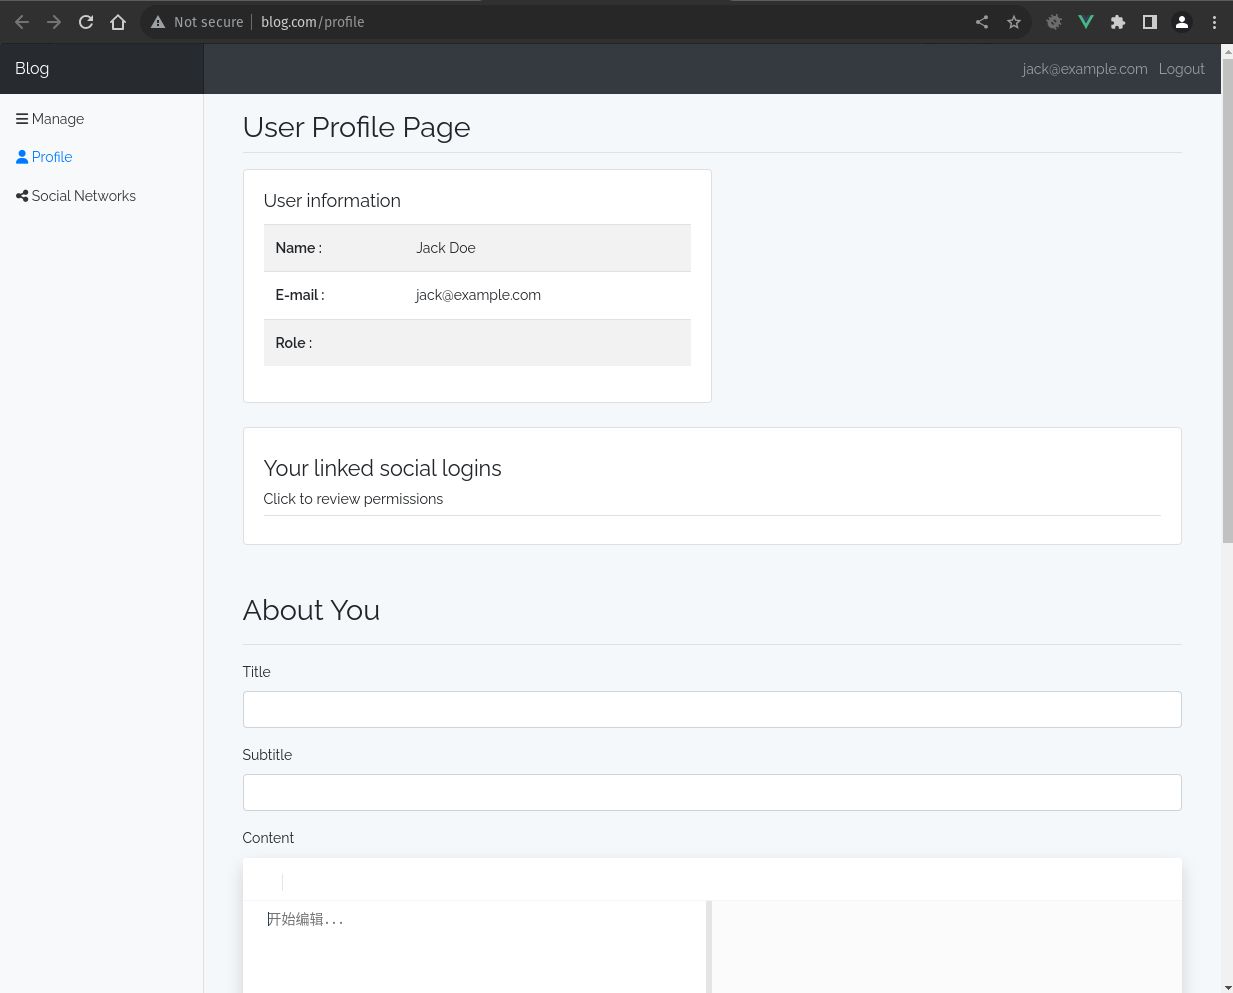 Not secure blog.com/profile
Blog
jack@example.com Logout
Manage
Profile
Social Networks
User Profile Page
User information
Name : Jack Doe
E-mail : jack@example.com
Role :
Your linked social logins
Click to review permissions
About You
Title
Subtitle
Content
开始编辑...